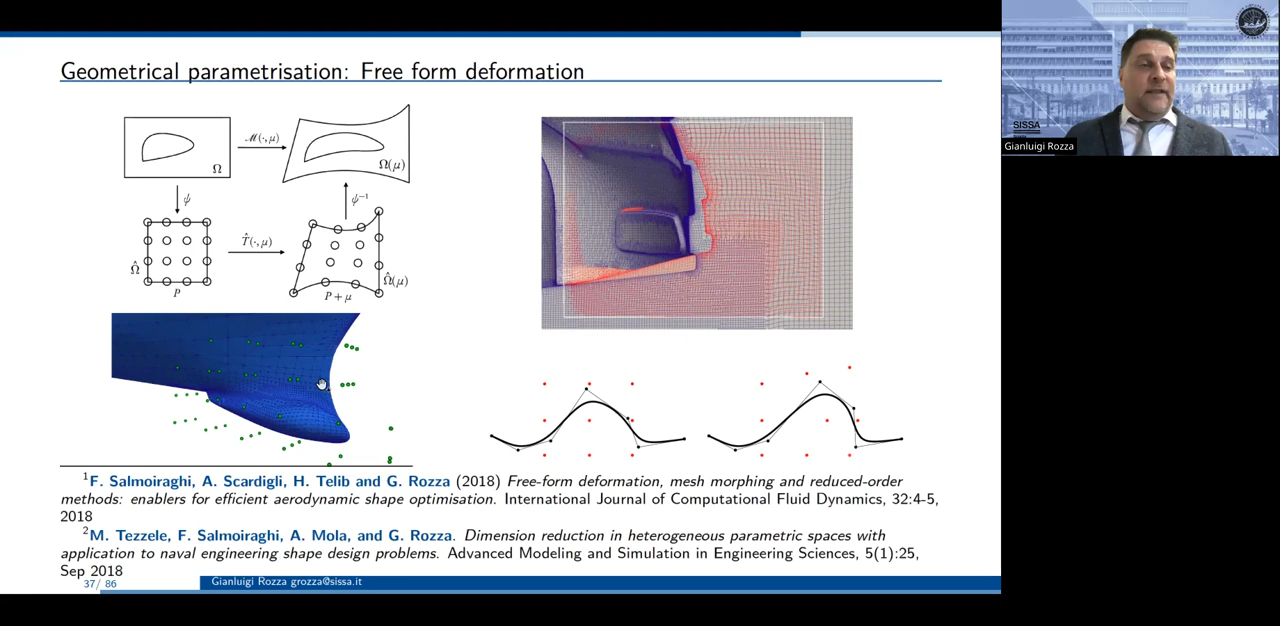 Geometrical parametrisation: Free form deformation
ℳ(·,μ)
Ω
Ω(μ)
ψ
ψ⁻¹
T̂(·,μ)
Ω̂
Ω̂(μ)
P
P + μ
¹F. Salmoiraghi, A. Scardigli, H. Telib and G. Rozza (2018) Free-form deformation, mesh morphing and reduced-order
methods: enablers for efficient aerodynamic shape optimisation. International Journal of Computational Fluid Dynamics, 32:4-5,
2018
²M. Tezzele, F. Salmoiraghi, A. Mola, and G. Rozza. Dimension reduction in heterogeneous parametric spaces with
application to naval engineering shape design problems. Advanced Modeling and Simulation in Engineering Sciences, 5(1):25,
Sep 2018
37/ 86
Gianluigi Rozza grozza@sissa.it
SISSA
Gianluigi Rozza